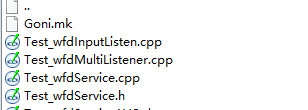 ..
Goni.mk
Test_wfdInputListen.cpp
Test_wfdMultiListener.cpp
Test_wfdService.cpp
Test_wfdService.h